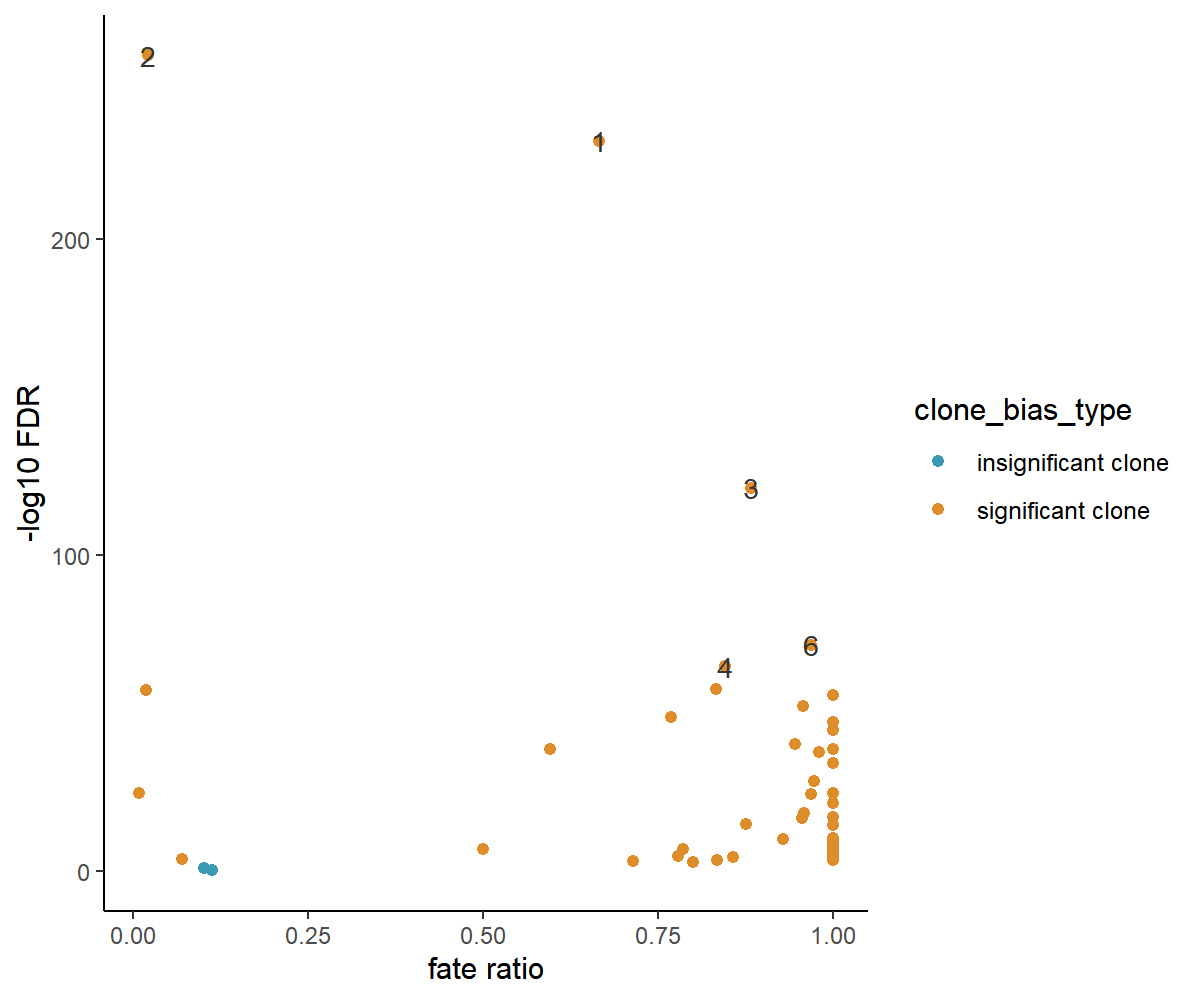 2
1
200
-log10 FDR
clone_bias_type
insignificant clone
significant clone
3
100
6
4
0
0.00 0.25 0.50 0.75 1.00
fate ratio